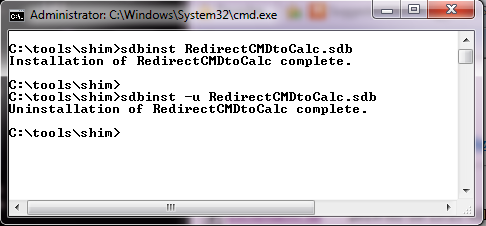 Administrator: C:\Windows\System32\cmd.exe
C:\tools\shim>sdbinst RedirectCMDtoCalc.sdb
Installation of RedirectCMDtoCalc complete.
C:\tools\shim>
C:\tools\shim>sdbinst -u RedirectCMDtoCalc.sdb
Uninstallation of RedirectCMDtoCalc complete.
C:\tools\shim>